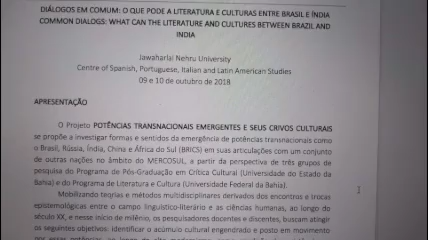 DIÁLOGOS EM COMUM: O QUE PODE A LITERATURA E CULTURAS ENTRE BRASIL E ÍNDIA
COMMON DIALOGS: WHAT CAN THE LITERATURE AND CULTURES BETWEEN BRAZIL AND
INDIA
Jawaharlal Nehru University
Centre of Spanish, Portuguese, Italian and Latin American Studies
09 e 10 de outubro de 2018
APRESENTAÇÃO
O Projeto POTÊNCIAS TRANSNACIONAIS EMERGENTES E SEUS CRIVOS CULTURAIS
se propõe a investigar formas e sentidos da emergência de potências transnacionais como
o Brasil, Rússia, Índia, China e África do Sul (BRICS) em suas articulações com um conjunto
de outras nações no âmbito do MERCOSUL, a partir da perspectiva de três grupos de
pesquisa do Programa de Pós-Graduação em Crítica Cultural (Universidade do Estado da
Bahia) e do Programa de Literatura e Cultura (Universidade Federal da Bahia).
Mobilizando teorias e métodos multidisciplinares derivados dos encontros e trocas
epistemológicas entre o campo linguístico-literário e as ciências humanas, ao longo do
século XX, e nesse início de milênio, os pesquisadores docentes e discentes, buscam atingir
os seguintes objetivos: identificar o acúmulo cultural engendrado e posto em movimento